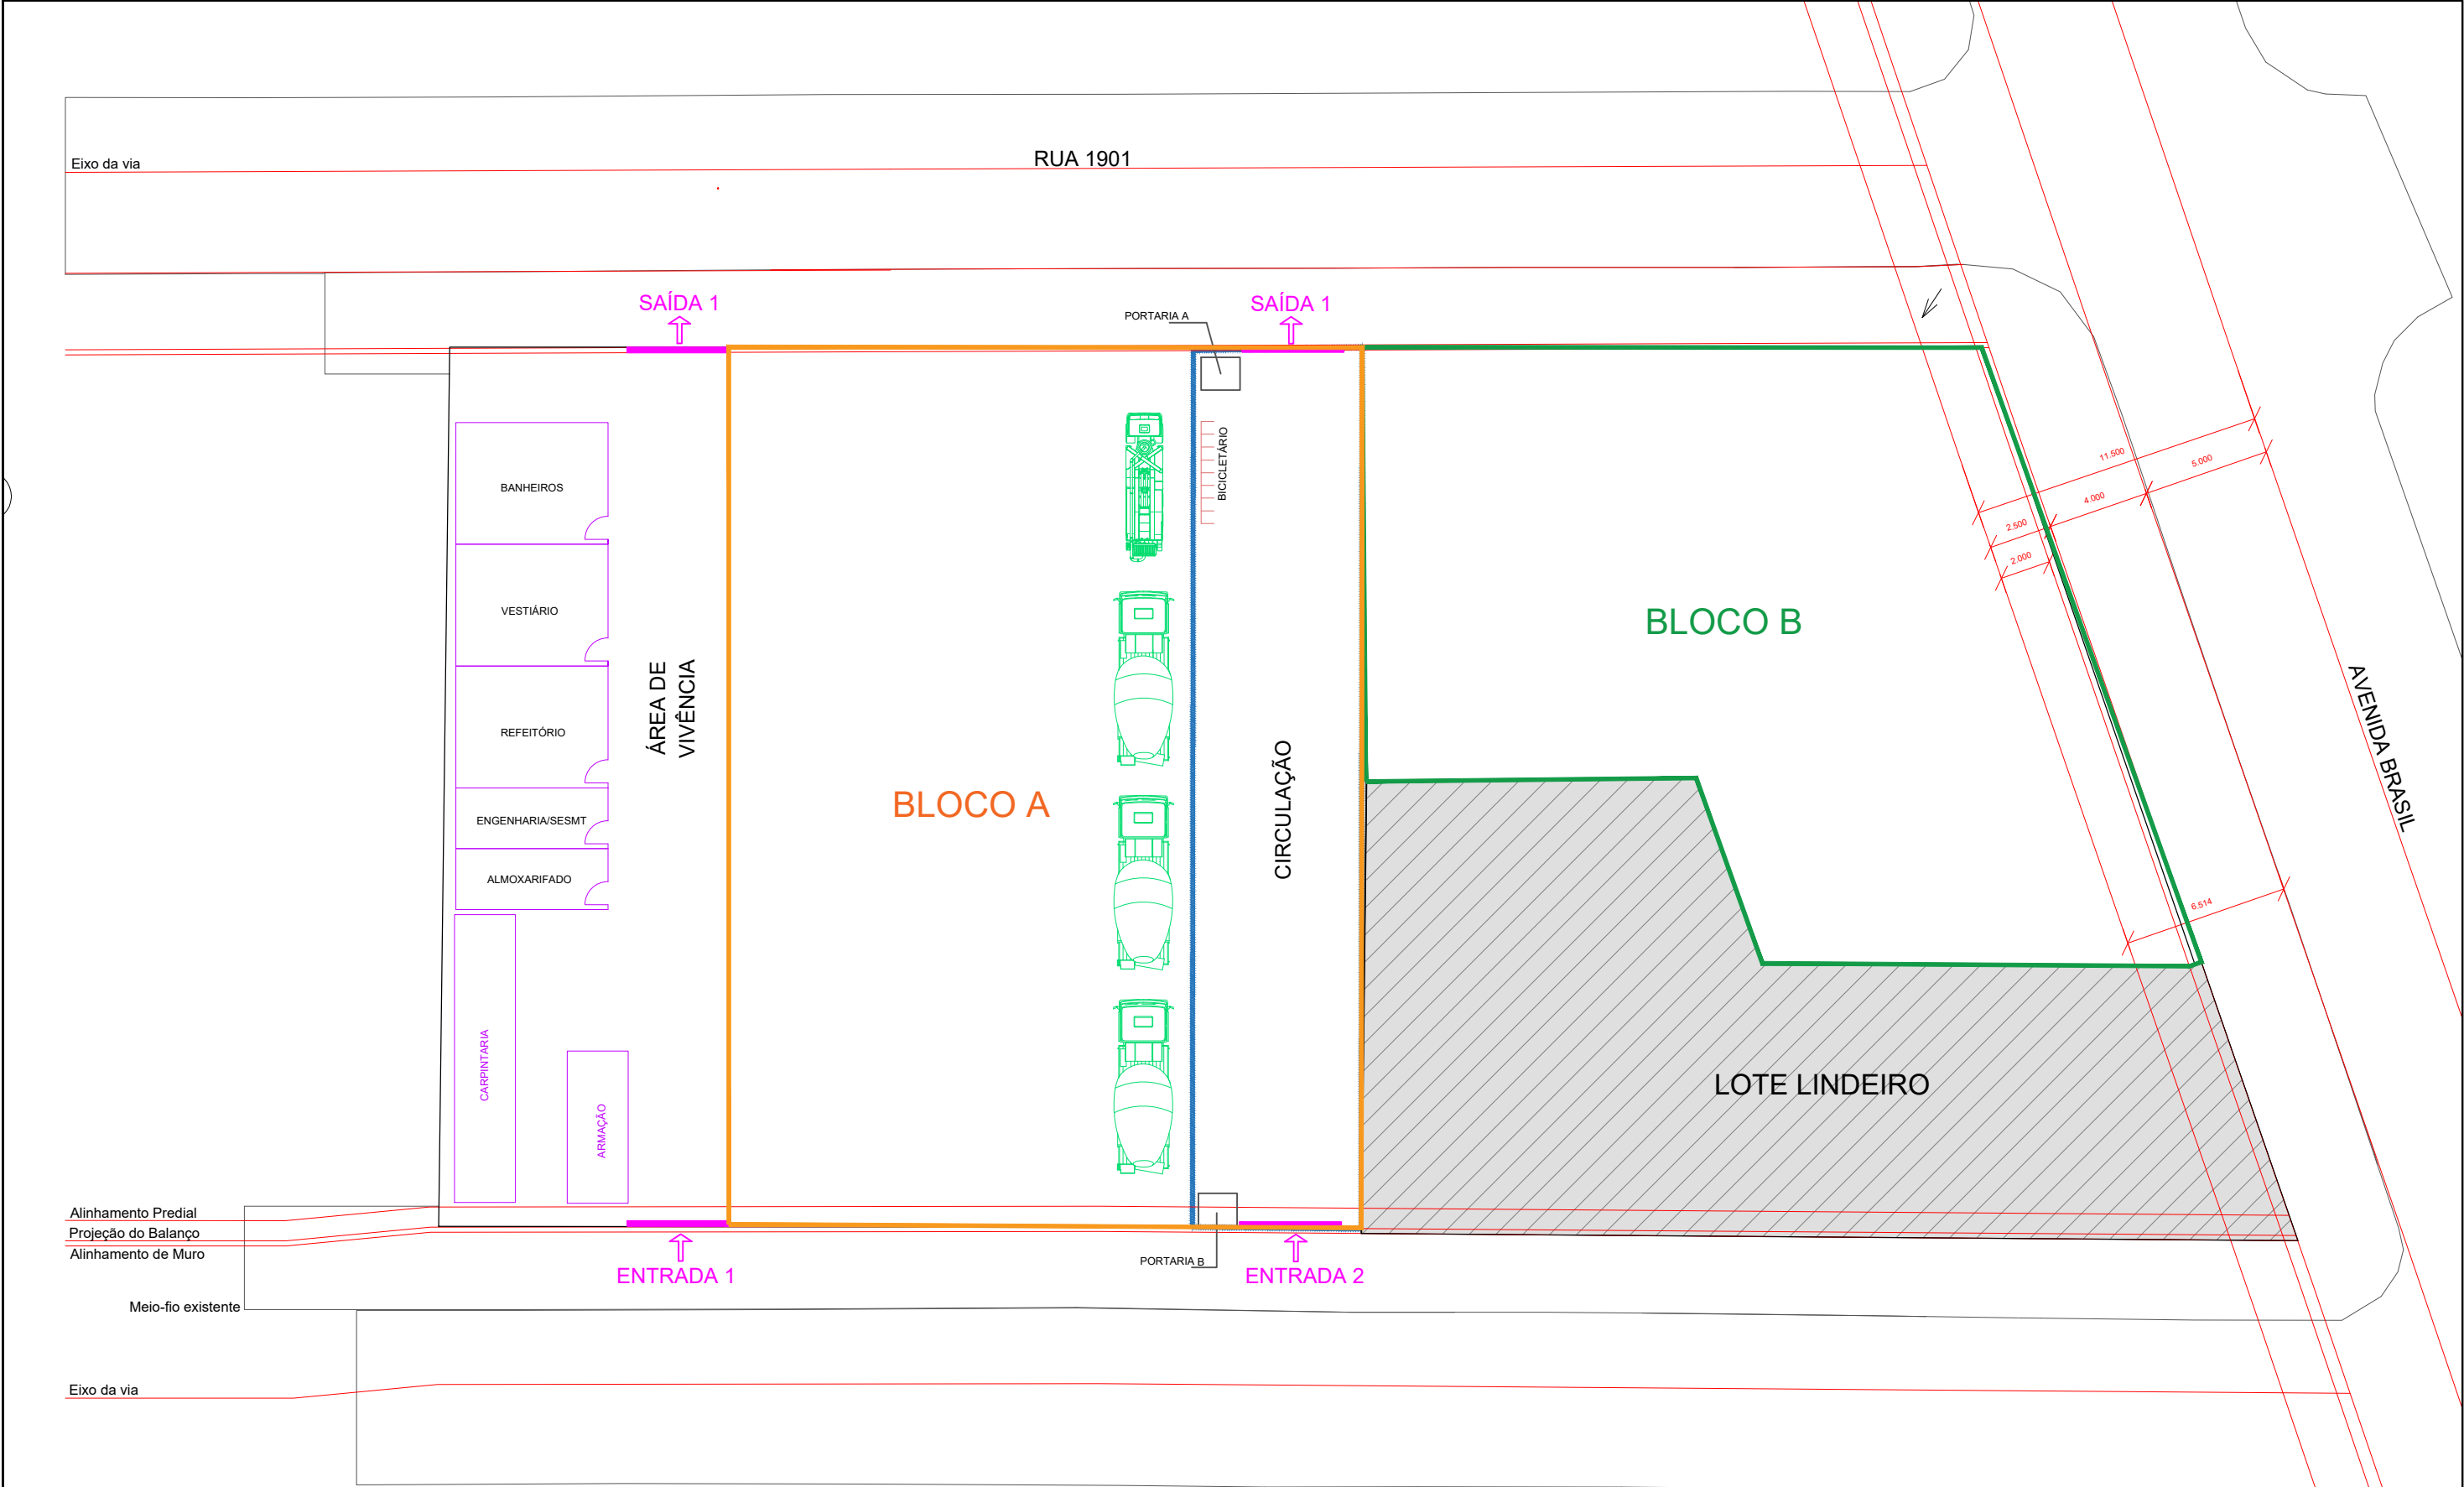 Eixo da via
RUA 1901
SAÍDA 1
PORTARIA A
SAÍDA 1
BICICLETÁRIO
BANHEIROS
VESTIÁRIO
REFEITÓRIO
ENGENHARIA/SESMT
ALMOXARIFADO
CARPINTARIA
ARMAÇÃO
ÁREA DE
VIVÊNCIA
BLOCO A
CIRCULAÇÃO
BLOCO B
11.500
5.000
4.000
2.500
2.000
AVENIDA BRASIL
6.514
LOTE LINDEIRO
Alinhamento Predial
Projeção do Balanço
Alinhamento de Muro
ENTRADA 1
PORTARIA B
ENTRADA 2
Meio-fio existente
Eixo da via